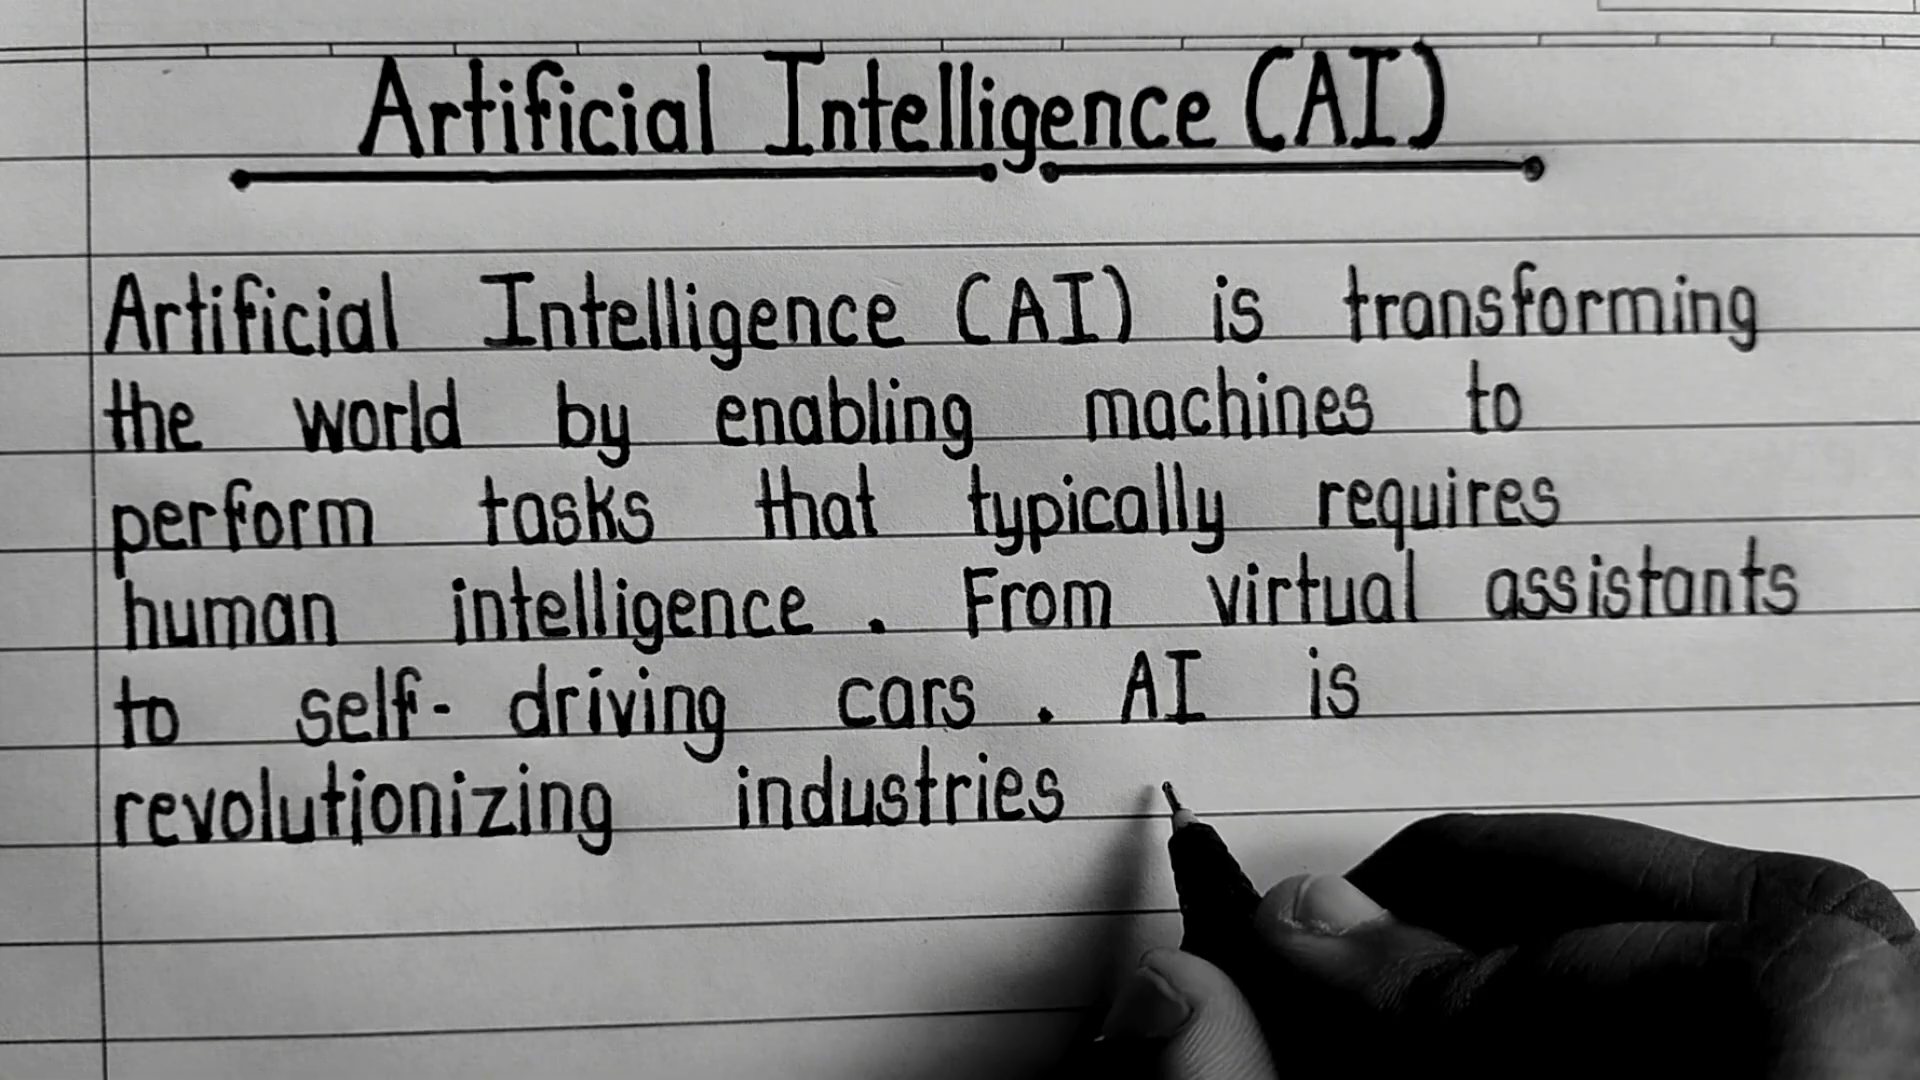 Artificial Intelligence (AI)
Artificial Intelligence (AI) is transforming
the world by enabling machines to
perform tasks that typically requires
human intelligence. From virtual assistants
to self-driving cars. AI is
revolutionizing industries